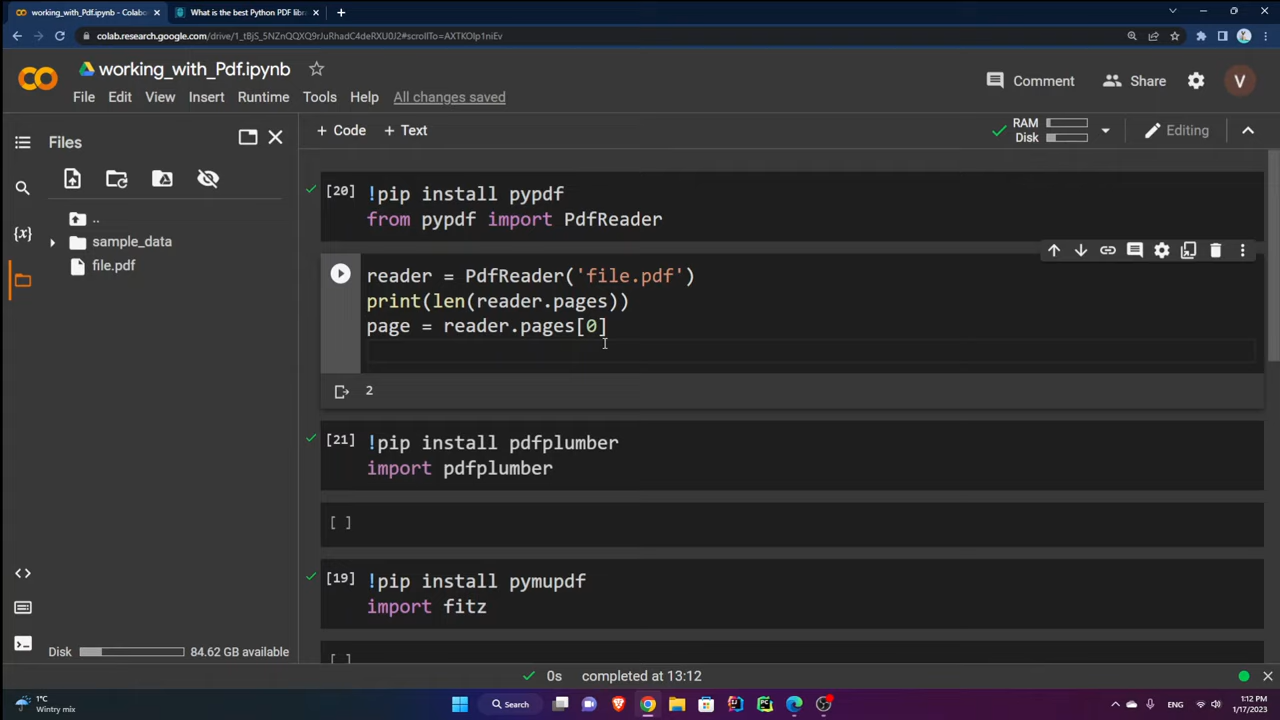 working_with_Pdf.ipynb - Colabo
What is the best Python PDF libr
colab.research.google.com/drive/1_tBjS_5NZnQQXQ9rJuRhadC4deRXU0J2#scrollTo=AXTKOlp1niEv
working_with_Pdf.ipynb
File Edit View Insert Runtime Tools Help All changes saved
Comment Share V
Files
+ Code + Text
RAM
Disk
Editing
..
sample_data
file.pdf
[20] !pip install pypdf
from pypdf import PdfReader
reader = PdfReader('file.pdf')
print(len(reader.pages))
page = reader.pages[0]
2
[21] !pip install pdfplumber
import pdfplumber
[ ]
{x}
[19] !pip install pymupdf
import fitz
[ ]
Disk 84.62 GB available
0s completed at 13:12
1°C
Wintry mix
Search
ENG
1:12 PM
1/17/2023